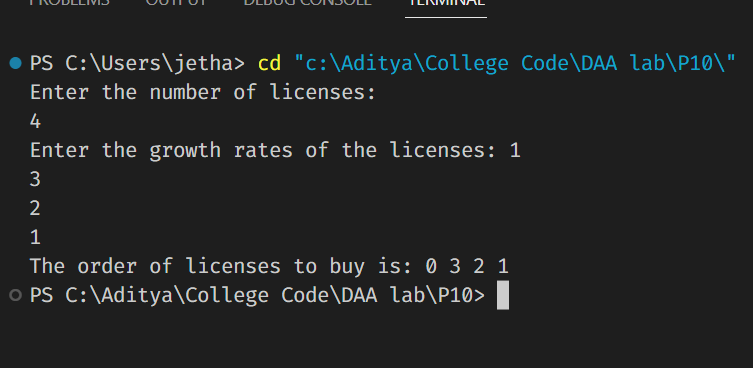 PROBLEMS OUTPUT DEBUG CONSOLE TERMINAL
PS C:\Users\jetha> cd "c:\Aditya\College Code\DAA lab\P10\"
Enter the number of licenses:
4
Enter the growth rates of the licenses: 1
3
2
1
The order of licenses to buy is: 0 3 2 1
PS C:\Aditya\College Code\DAA lab\P10>